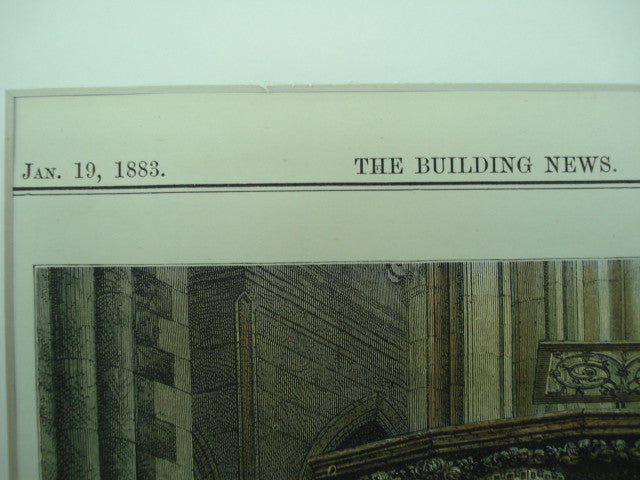 Jan. 19, 1883. THE BUILDING NEWS.